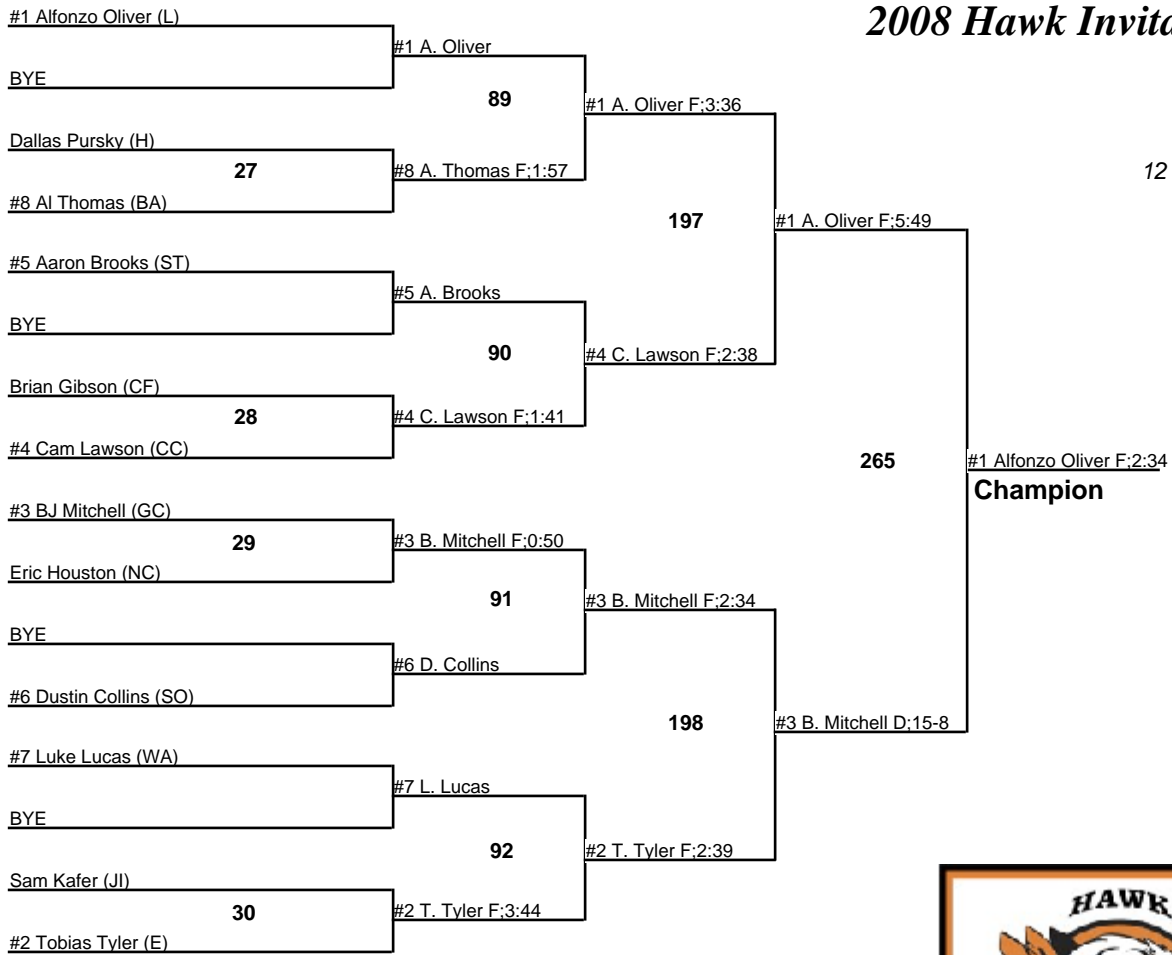 2008 Hawk
12
#1 Alfonzo Oliver (L)
BYE
Dallas Pursky (H)
27
#8 Al Thomas (BA)
#5 Aaron Brooks (ST)
BYE
Brian Gibson (CF)
28
#4 Cam Lawson (CC)
#3 BJ Mitchell (GC)
29
Eric Houston (NC)
BYE
#6 Dustin Collins (SO)
#7 Luke Lucas (WA)
BYE
Sam Kafer (JI)
30
#2 Tobias Tyler (E)
#1 A. Oliver
89
#8 A. Thomas F;1:57
#5 A. Brooks
90
#4 C. Lawson F;1:41
#3 B. Mitchell F;0:50
91
#6 D. Collins
#7 L. Lucas
92
#2 T. Tyler F;3:44
#1 A. Oliver F;3:36
197
#4 C. Lawson F;2:38
#3 B. Mitchell F;2:34
198
#2 T. Tyler F;2:39
#1 A. Oliver F;5:49
265
#3 B. Mitchell D;15-8
#1 Alfonzo Oliver F;2:34
Champion
HAWK